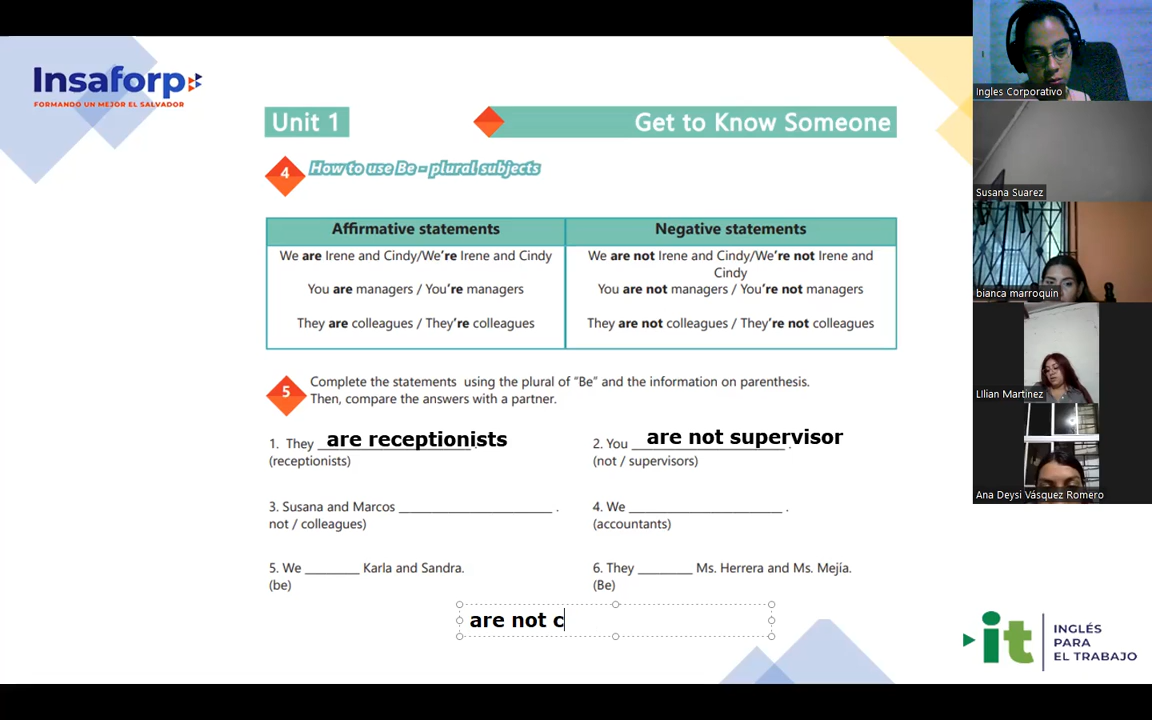 Insaforp
FORMANDO UN MEJOR EL SALVADOR
Unit 1
Get to Know Someone
4
How to use Be - plural subjects
Affirmative statements
Negative statements
We are Irene and Cindy/We're Irene and Cindy
We are not Irene and Cindy/We're not Irene and
Cindy
You are managers / You're managers
You are not managers / You're not managers
They are colleagues / They're colleagues
They are not colleagues / They're not colleagues
5
Complete the statements using the plural of "Be" and the information on parenthesis.
Then, compare the answers with a partner.
1. They are receptionists .
(receptionists)
2. You are not supervisor .
(not / supervisors)
3. Susana and Marcos ______________________ .
not / colleagues)
4. We ______________________ .
(accountants)
5. We ________ Karla and Sandra.
(be)
6. They ________ Ms. Herrera and Ms. Mejía.
(Be)
are not c
it
INGLÉS
PARA
EL TRABAJO
Ingles Corporativo
Susana Suarez
bianca marroquin
LIlian Martinez
Ana Deysi Vásquez Romero